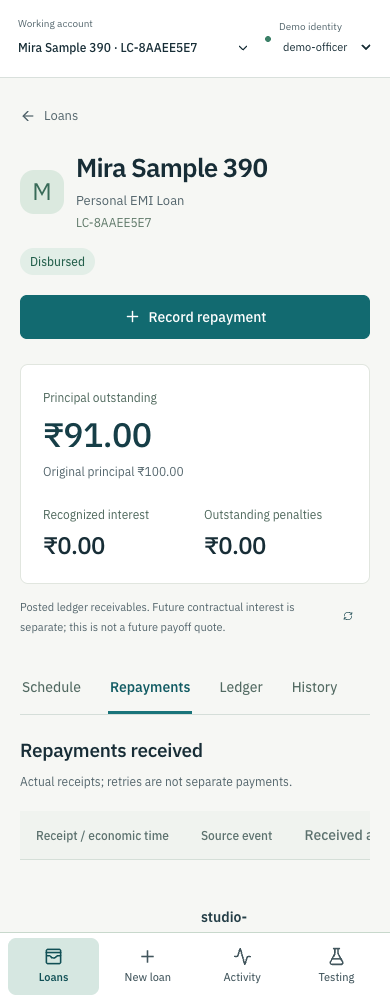 Working account
Demo identity
Mira Sample 390 · LC-8AAEE5E7
demo-officer
Loans
M
Mira Sample 390
Personal EMI Loan
LC-8AAEE5E7
Disbursed
Record repayment
Principal outstanding
₹91.00
Original principal ₹100.00
Recognized interest
Outstanding penalties
₹0.00
₹0.00
Posted ledger receivables. Future contractual interest is
separate; this is not a future payoff quote.
Schedule
Repayments
Ledger
History
Repayments received
Actual receipts; retries are not separate payments.
Receipt / economic time
Source event
Received
studio-
Loans
New loan
Activity
Testing